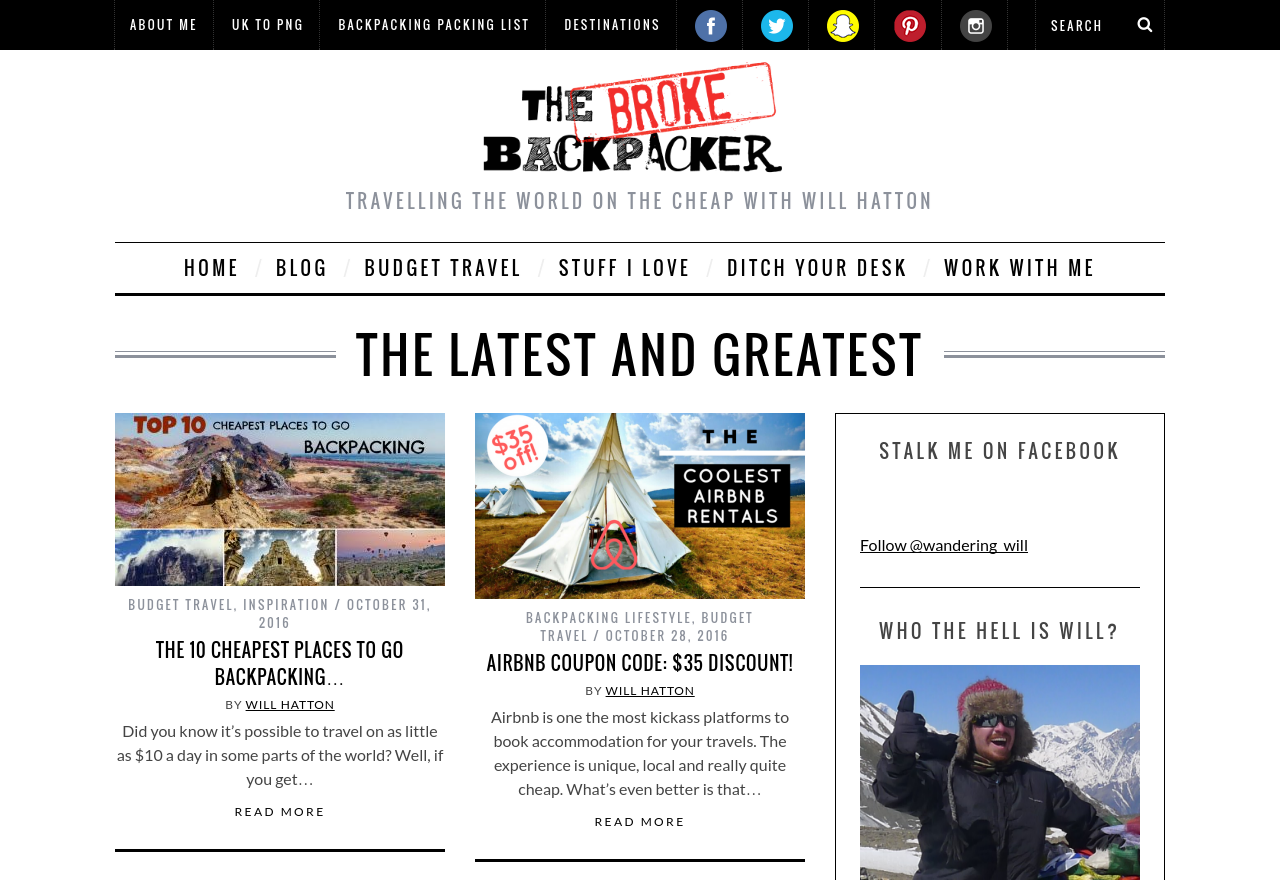 ABOUT ME
UK TO PNG
BACKPACKING PACKING LIST
DESTINATIONS
SEARCH
THE BROKE
BACKPACKER
TRAVELLING THE WORLD ON THE CHEAP WITH WILL HATTON
HOME / BLOG / BUDGET TRAVEL / STUFF I LOVE / DITCH YOUR DESK / WORK WITH ME
THE LATEST AND GREATEST
TOP 10 CHEAPEST PLACES TO GO
BACKPACKING
BUDGET TRAVEL, INSPIRATION / OCTOBER 31,
2016
THE 10 CHEAPEST PLACES TO GO
BACKPACKING…
BY WILL HATTON
Did you know it’s possible to travel on as little
as $10 a day in some parts of the world? Well, if
you get…
READ MORE
$35
off!
THE
COOLEST
AIRBNB
RENTALS
BACKPACKING LIFESTYLE, BUDGET
TRAVEL / OCTOBER 28, 2016
AIRBNB COUPON CODE: $35 DISCOUNT!
BY WILL HATTON
Airbnb is one the most kickass platforms to
book accommodation for your travels. The
experience is unique, local and really quite
cheap. What’s even better is that…
READ MORE
STALK ME ON FACEBOOK
Follow @wandering_will
WHO THE HELL IS WILL?